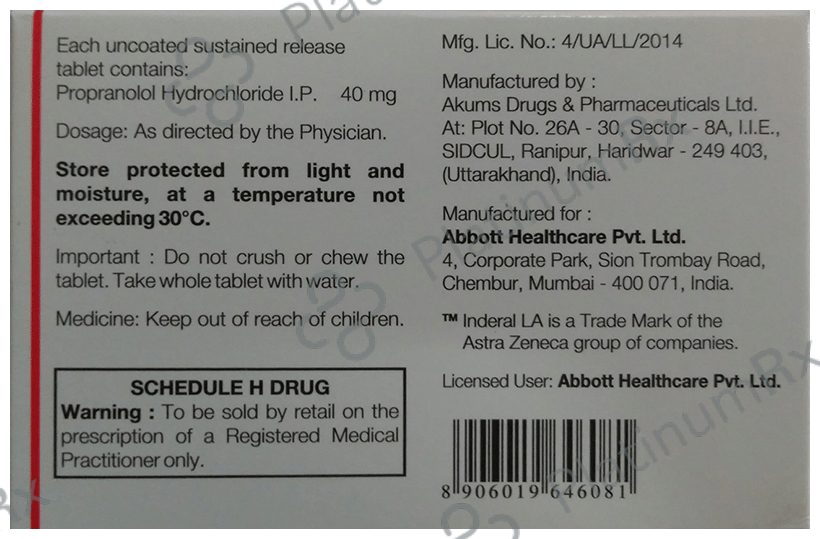 Each uncoated sustained release
tablet contains:
Propranolol Hydrochloride I.P. 40 mg
Dosage: As directed by the Physician.
Store protected from light and
moisture, at a temperature not
exceeding 30°C.
Important : Do not crush or chew the
tablet. Take whole tablet with water.
Medicine: Keep out of reach of children.
SCHEDULE H DRUG
Warning : To be sold by retail on the
prescription of a Registered Medical
Practitioner only.
Mfg. Lic. No.: 4/UA/LL/2014
Manufactured by :
Akums Drugs & Pharmaceuticals Ltd.
At: Plot No. 26A - 30, Sector - 8A, I.I.E.,
SIDCUL, Ranipur, Haridwar - 249 403,
(Uttarakhand), India.
Manufactured for :
Abbott Healthcare Pvt. Ltd.
4, Corporate Park, Sion Trombay Road,
Chembur, Mumbai - 400 071, India.
™ Inderal LA is a Trade Mark of the
Astra Zeneca group of companies.
Licensed User: Abbott Healthcare Pvt. Ltd.
8 906019 646081
PlatinumRx
PlatinumRx